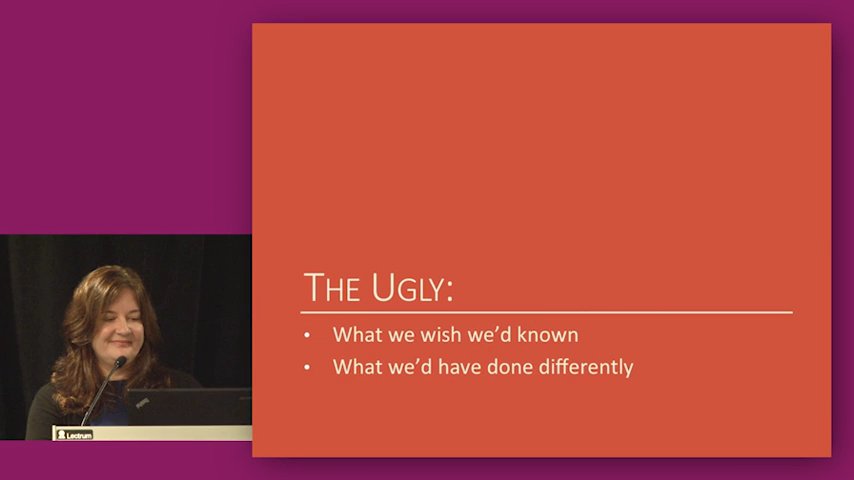 THE UGLY:
• What we wish we'd known
• What we'd have done differently
Lectrum